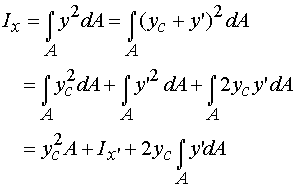 I_x = ∫_A y² dA = ∫_A (y_C + y')² dA
= ∫_A y_C² dA + ∫_A y'² dA + ∫_A 2y_C y' dA
= y_C² A + I_x' + 2y_C ∫_A y' dA